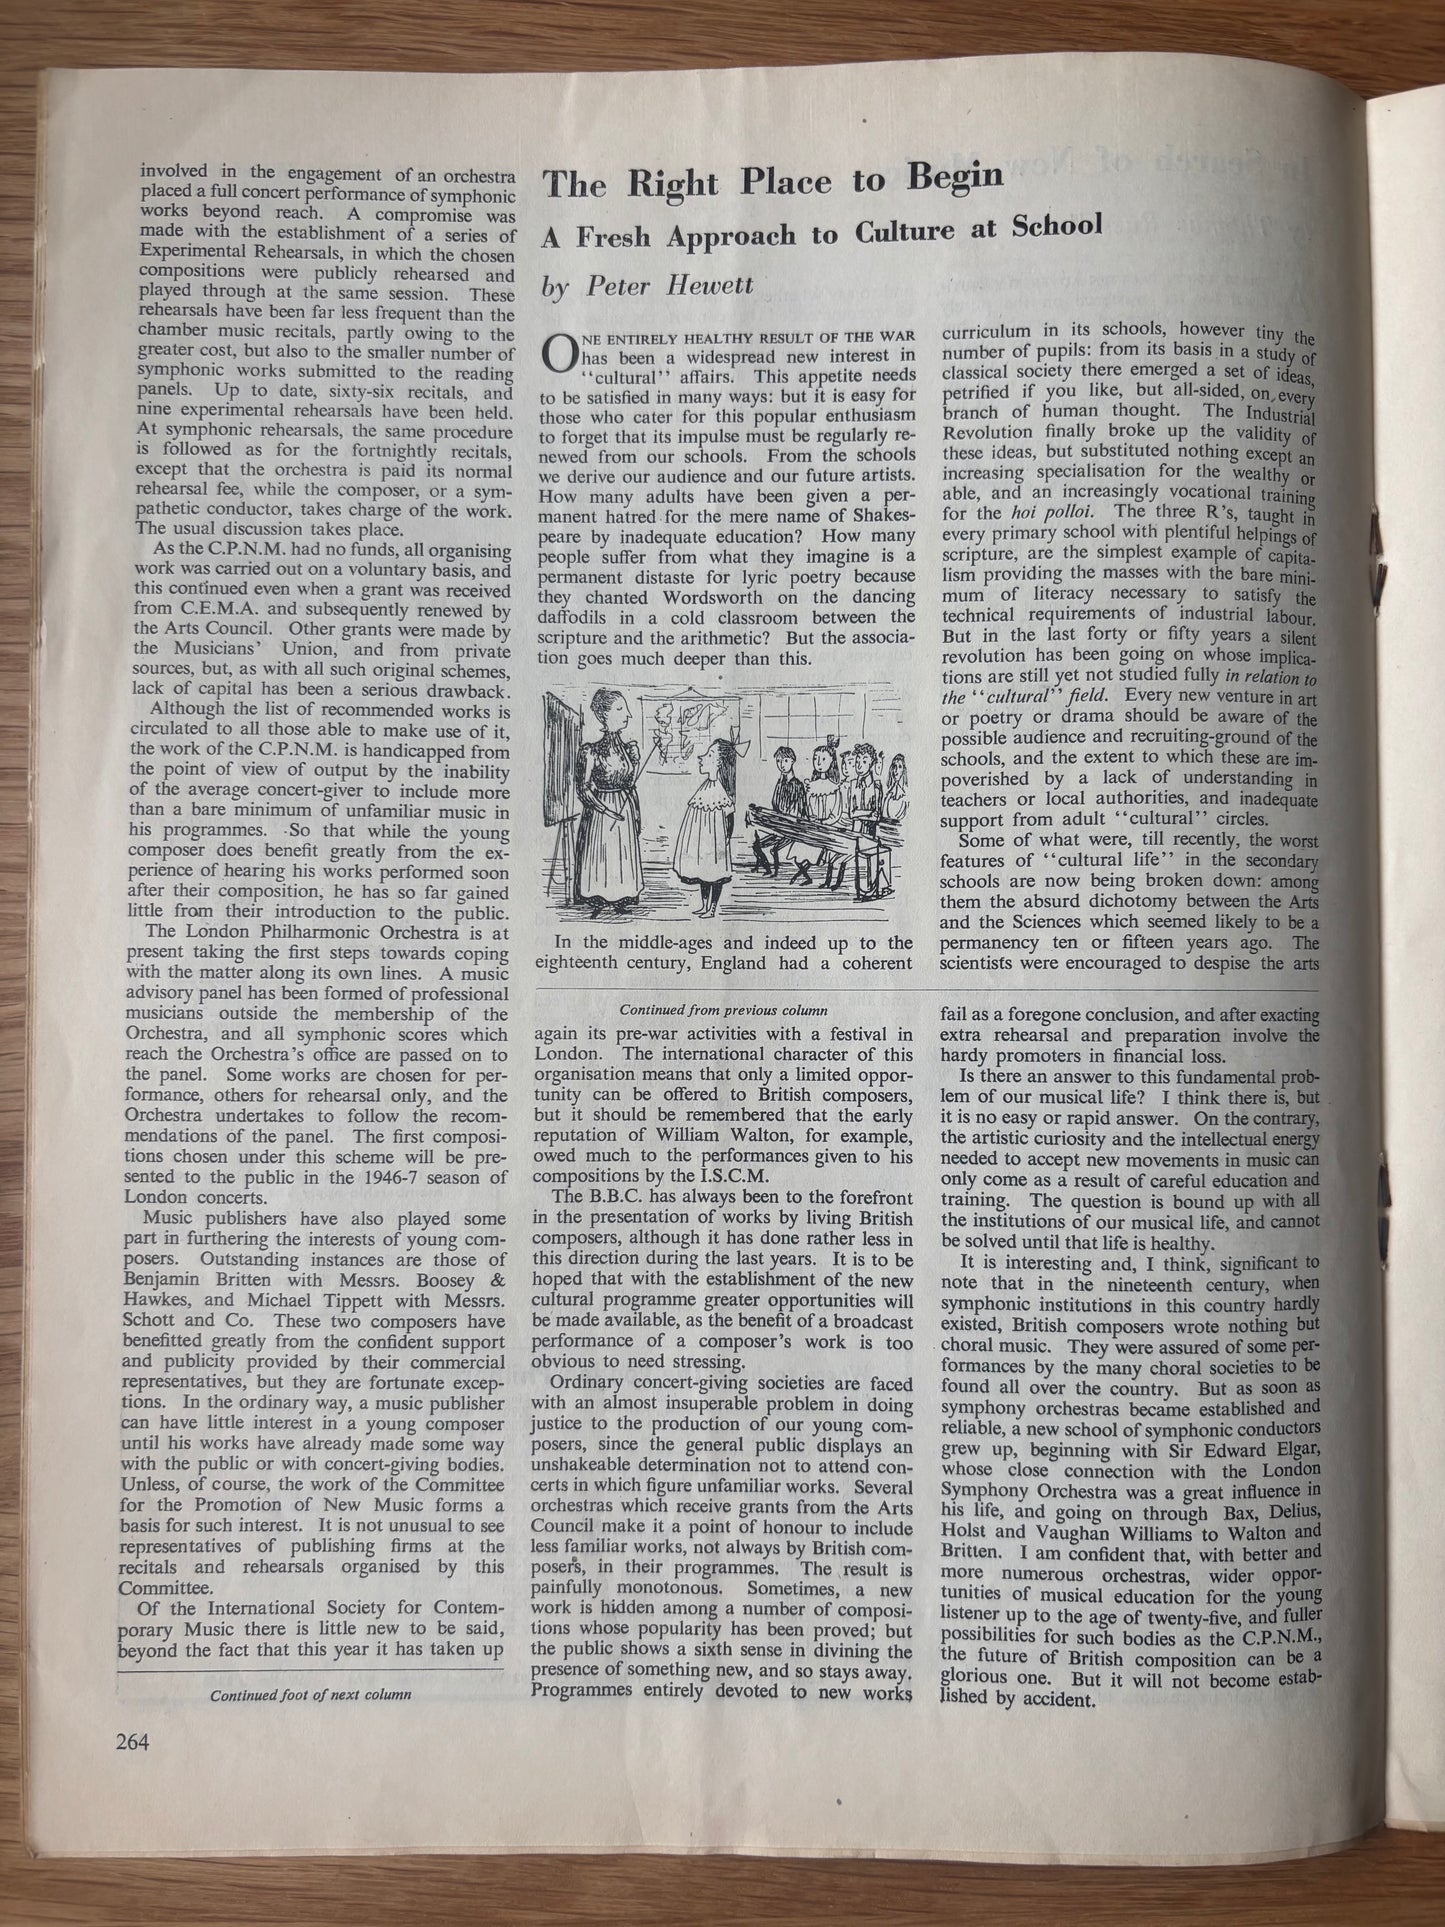 involved in the engagement of an orchestra
placed a full concert performance of symphonic
works beyond reach. A compromise was
made with the establishment of a series of
Experimental Rehearsals, in which the chosen
compositions were publicly rehearsed and
played through at the same session. These
rehearsals have been far less frequent than the
chamber music recitals, partly owing to the
greater cost, but also to the smaller number of
symphonic works submitted to the reading
panels. Up to date, sixty-six recitals, and
nine experimental rehearsals have been held.
At symphonic rehearsals, the same procedure
is followed as for the fortnightly recitals,
except that the orchestra is paid its normal
rehearsal fee, while the composer, or a sym-
pathetic conductor, takes charge of the work.
The usual discussion takes place.
As the C.P.N.M. had no funds, all organising
work was carried out on a voluntary basis, and
this continued even when a grant was received
from C.E.M.A. and subsequently renewed by
the Arts Council. Other grants were made by
the Musicians' Union, and from private
sources, but, as with all such original schemes,
lack of capital has been a serious drawback.
Although the list of recommended works is
circulated to all those able to make use of it,
the work of the C.P.N.M. is handicapped from
the point of view of output by the inability
of the average concert-giver to include more
than a bare minimum of unfamiliar music in
his programmes. So that while the young
composer does benefit greatly from the ex-
perience of hearing his works performed soon
after their composition, he has so far gained
little from their introduction to the public.
The London Philharmonic Orchestra is at
present taking the first steps towards coping
with the matter along its own lines. A music
advisory panel has been formed of professional
musicians outside the membership of the
Orchestra, and all symphonic scores which
reach the Orchestra's office are passed on to
the panel. Some works are chosen for per-
formance, others for rehearsal only, and the
Orchestra undertakes to follow the recom-
mendations of the panel. The first composi-
tions chosen under this scheme will be pre-
sented to the public in the 1946-7 season of
London concerts.
Music publishers have also played some
part in furthering the interests of young com-
posers. Outstanding instances are those of
Benjamin Britten with Messrs. Boosey &
Hawkes, and Michael Tippett with Messrs.
Schott and Co. These two composers have
benefitted greatly from the confident support
and publicity provided by their commercial
representatives, but they are fortunate excep-
tions. In the ordinary way, a music publisher
can have little interest in a young composer
until his works have already made some way
with the public or with concert-giving bodies.
Unless, of course, the work of the Committee
for the Promotion of New Music forms a
basis for such interest. It is not unusual to see
representatives of publishing firms at the
recitals and rehearsals organised by this
Committee.
Of the International Society for Contem-
porary Music there is little new to be said,
beyond the fact that this year it has taken up
Continued foot of next column
The Right Place to Begin
A Fresh Approach to Culture at School
by Peter Hewett
ONE ENTIRELY HEALTHY RESULT OF THE WAR
has been a widespread new interest in
"cultural" affairs. This appetite needs
to be satisfied in many ways: but it is easy for
those who cater for this popular enthusiasm
to forget that its impulse must be regularly re-
newed from our schools. From the schools
we derive our audience and our future artists.
How many adults have been given a per-
manent hatred for the mere name of Shakes-
peare by inadequate education? How many
people suffer from what they imagine is a
permanent distaste for lyric poetry because
they chanted Wordsworth on the dancing
daffodils in a cold classroom between the
scripture and the arithmetic? But the associa-
tion goes much deeper than this.
In the middle-ages and indeed up to the
eighteenth century, England had a coherent
curriculum in its schools, however tiny the
number of pupils: from its basis in a study of
classical society there emerged a set of ideas,
petrified if you like, but all-sided, on every
branch of human thought. The Industrial
Revolution finally broke up the validity of
these ideas, but substituted nothing except an
increasing specialisation for the wealthy or
able, and an increasingly vocational training
for the hoi polloi. The three R's, taught in
every primary school with plentiful helpings of
scripture, are the simplest example of capita-
lism providing the masses with the bare mini-
mum of literacy necessary to satisfy the
technical requirements of industrial labour.
But in the last forty or fifty years a silent
revolution has been going on whose implica-
tions are still yet not studied fully in relation to
the "cultural" field. Every new venture in art
or poetry or drama should be aware of the
possible audience and recruiting-ground of the
schools, and the extent to which these are im-
poverished by a lack of understanding in
teachers or local authorities, and inadequate
support from adult "cultural" circles.
Some of what were, till recently, the worst
features of "cultural life" in the secondary
schools are now being broken down: among
them the absurd dichotomy between the Arts
and the Sciences which seemed likely to be a
permanency ten or fifteen years ago. The
scientists were encouraged to despise the arts
Continued from previous column
again its pre-war activities with a festival in
London. The international character of this
organisation means that only a limited oppor-
tunity can be offered to British composers,
but it should be remembered that the early
reputation of William Walton, for example,
owed much to the performances given to his
compositions by the I.S.C.M.
The B.B.C. has always been to the forefront
in the presentation of works by living British
composers, although it has done rather less in
this direction during the last years. It is to be
hoped that with the establishment of the new
cultural programme greater opportunities will
be made available, as the benefit of a broadcast
performance of a composer's work is too
obvious to need stressing.
Ordinary concert-giving societies are faced
with an almost insuperable problem in doing
justice to the production of our young com-
posers, since the general public displays an
unshakeable determination not to attend con-
certs in which figure unfamiliar works. Several
orchestras which receive grants from the Arts
Council make it a point of honour to include
less familiar works, not always by British com-
posers, in their programmes. The result is
painfully monotonous. Sometimes, a new
work is hidden among a number of composi-
tions whose popularity has been proved; but
the public shows a sixth sense in divining the
presence of something new, and so stays away.
Programmes entirely devoted to new works
fail as a foregone conclusion, and after exacting
extra rehearsal and preparation involve the
hardy promoters in financial loss.
Is there an answer to this fundamental prob-
lem of our musical life? I think there is, but
it is no easy or rapid answer. On the contrary,
the artistic curiosity and the intellectual energy
needed to accept new movements in music can
only come as a result of careful education and
training. The question is bound up with all
the institutions of our musical life, and cannot
be solved until that life is healthy.
It is interesting and, I think, significant to
note that in the nineteenth century, when
symphonic institutions in this country hardly
existed, British composers wrote nothing but
choral music. They were assured of some per-
formances by the many choral societies to be
found all over the country. But as soon as
symphony orchestras became established and
reliable, a new school of symphonic conductors
grew up, beginning with Sir Edward Elgar,
whose close connection with the London
Symphony Orchestra was a great influence in
his life, and going on through Bax, Delius,
Holst and Vaughan Williams to Walton and
Britten. I am confident that, with better and
more numerous orchestras, wider oppor-
tunities of musical education for the young
listener up to the age of twenty-five, and fuller
possibilities for such bodies as the C.P.N.M.,
the future of British composition can be a
glorious one. But it will not become estab-
lished by accident.
264